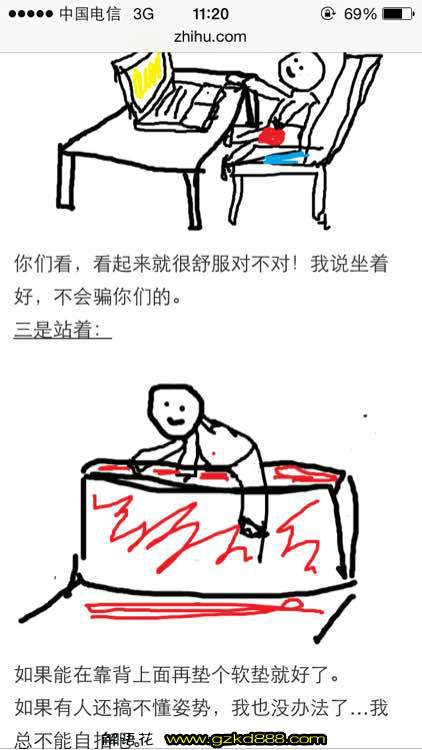 中国电信 3G 11:20 69%
zhihu.com
你们看，看起来就很舒服对不对！我说坐着
好，不会骗你们的。
三是站着：
如果能在靠背上面再垫个软垫就好了。
如果有人还搞不懂姿势，我也没办法了...我
总不能自拍吧。
www.gzkd888.com